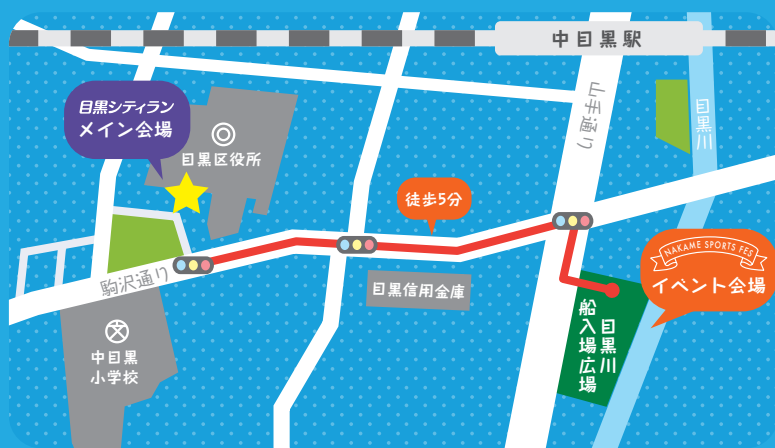 中目黒駅
山手通り
目黒川
目黒シティラン
メイン会場
目黒区役所
徒歩5分
NAKAME SPORTS FES
イベント会場
駒沢通り
目黒信用金庫
目黒川
船入場広場
文
中目黒
小学校